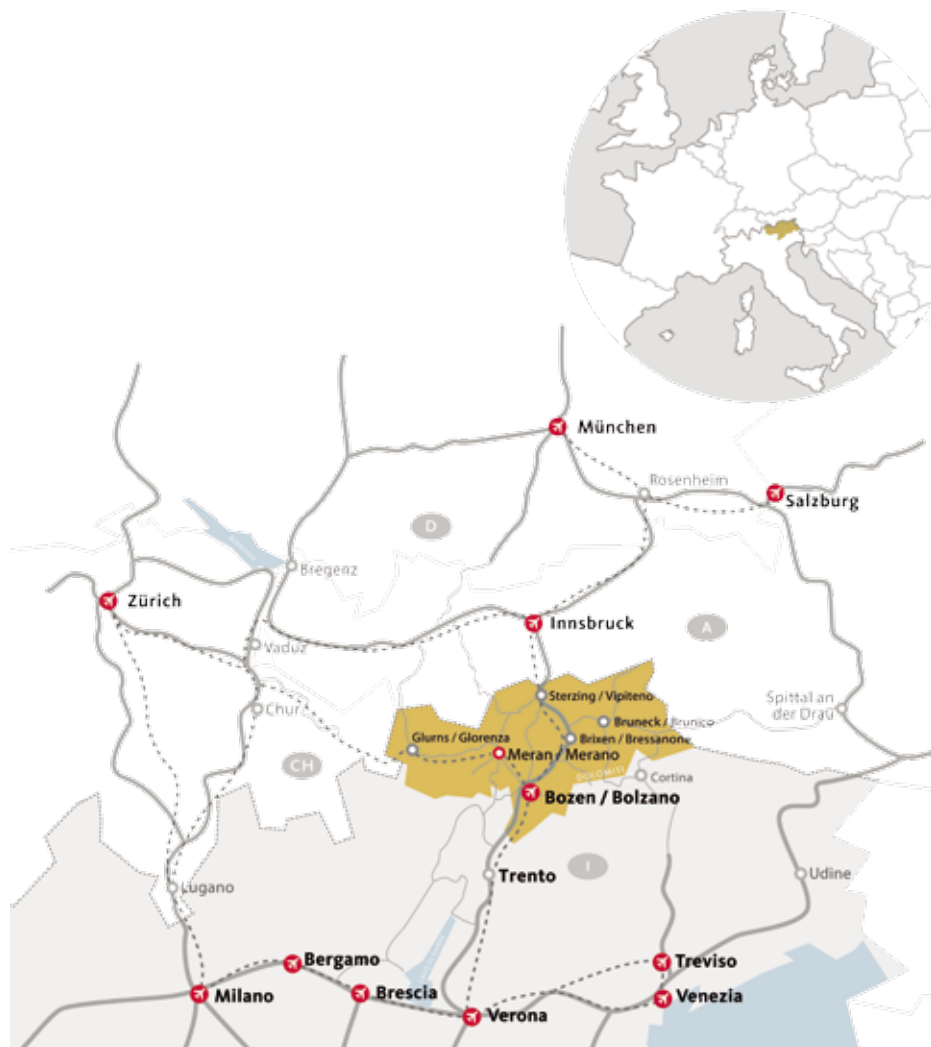 München
Rosenheim
Salzburg
D
Bregenz
Zürich
Innsbruck
A
Vaduz
Sterzing / Vipiteno
Spittal an
der Drau
Chur
Bruneck / Brunico
Glurns / Glorenza
Brixen / Bressanone
Meran / Merano
CH
DOLOMITI
Cortina
Bozen / Bolzano
I
Trento
Udine
Lugano
Bergamo
Treviso
Milano
Brescia
Venezia
Verona